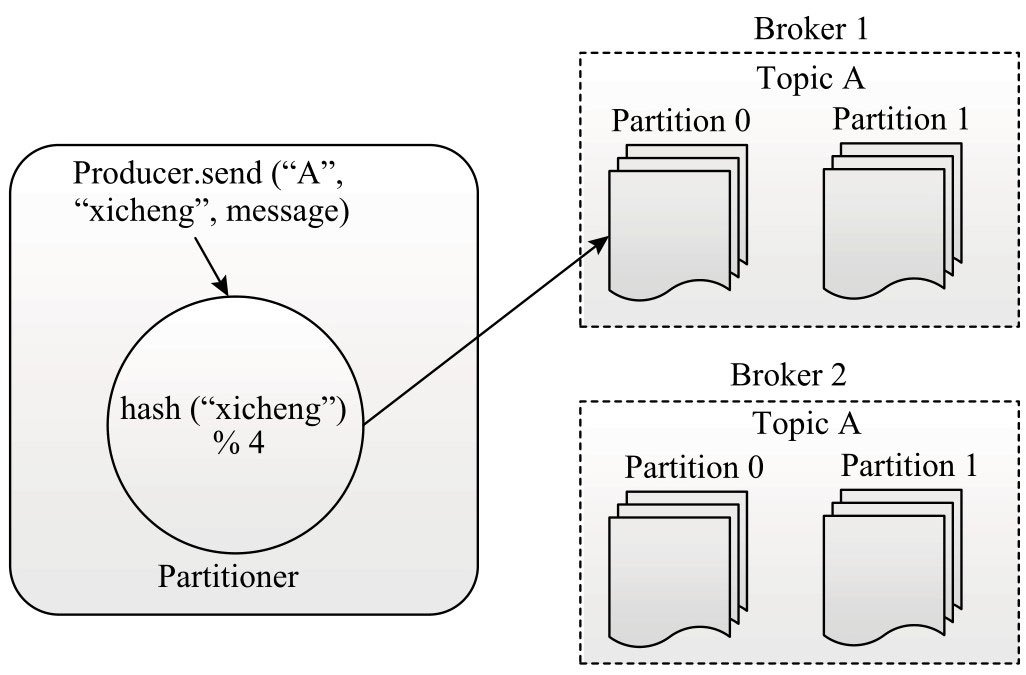 Producer.send (“A”,
“xicheng”, message)
hash (“xicheng”)
% 4
Partitioner
Broker 1
Topic A
Partition 0
Partition 1
Broker 2
Topic A
Partition 0
Partition 1